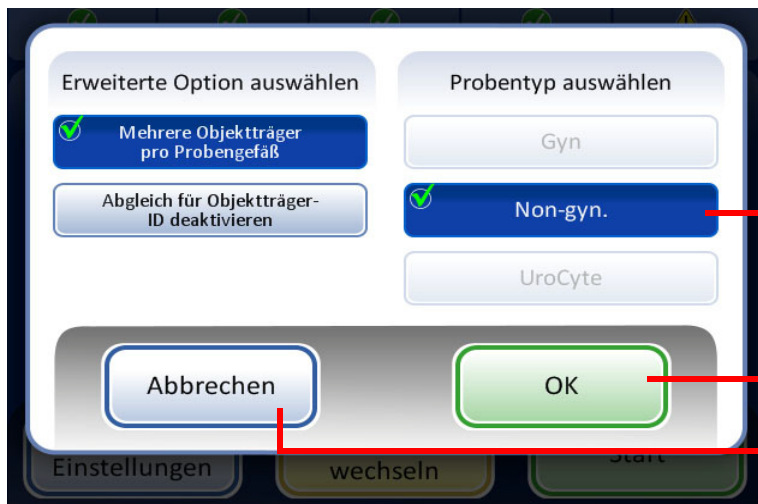 Erweiterte Option auswählen
Mehrere Objektträger
pro Probengefäß
Abgleich für Objektträger-
ID deaktivieren
Probentyp auswählen
Gyn
Non-gyn.
UroCyte
Abbrechen
OK
Einstellungen
wechseln
Start